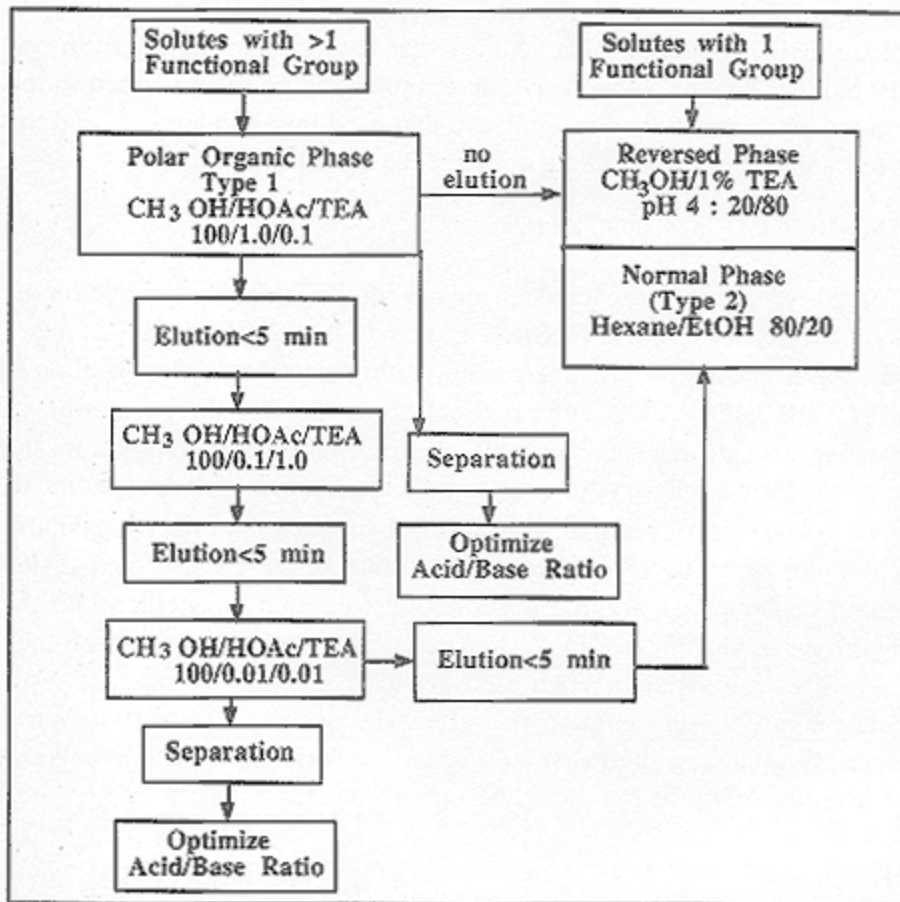 Solutes with >1
Functional Group
Solutes with 1
Functional Group
Polar Organic Phase
Type 1
CH₃ OH/HOAc/TEA
100/1.0/0.1
no
elution
Reversed Phase
CH₃OH/1% TEA
pH 4 : 20/80
Normal Phase
(Type 2)
Hexane/EtOH 80/20
Elution<5 min
CH₃ OH/HOAc/TEA
100/0.1/1.0
Separation
Elution<5 min
Optimize
Acid/Base Ratio
CH₃ OH/HOAc/TEA
100/0.01/0.01
Elution<5 min
Separation
Optimize
Acid/Base Ratio